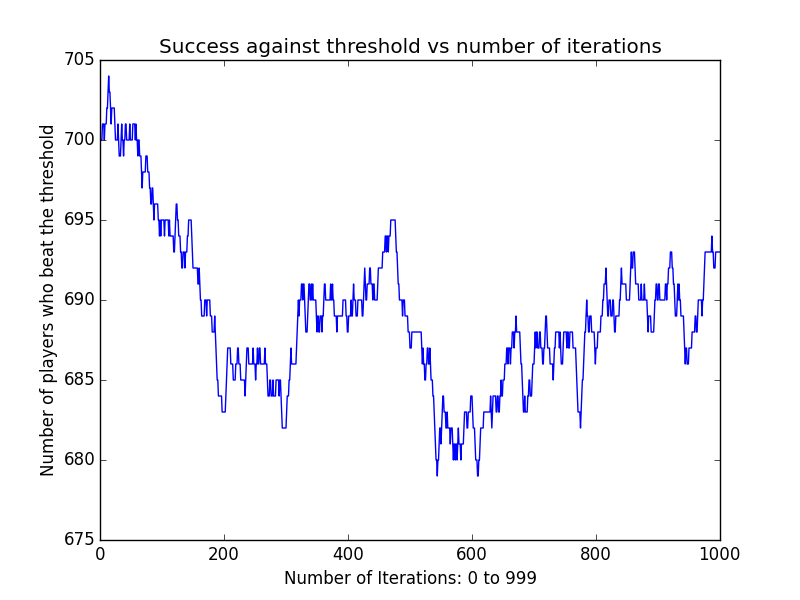 Success against threshold vs number of iterations
705
700
695
690
685
680
675
Number of players who beat the threshold
0 200 400 600 800 1000
Number of Iterations: 0 to 999